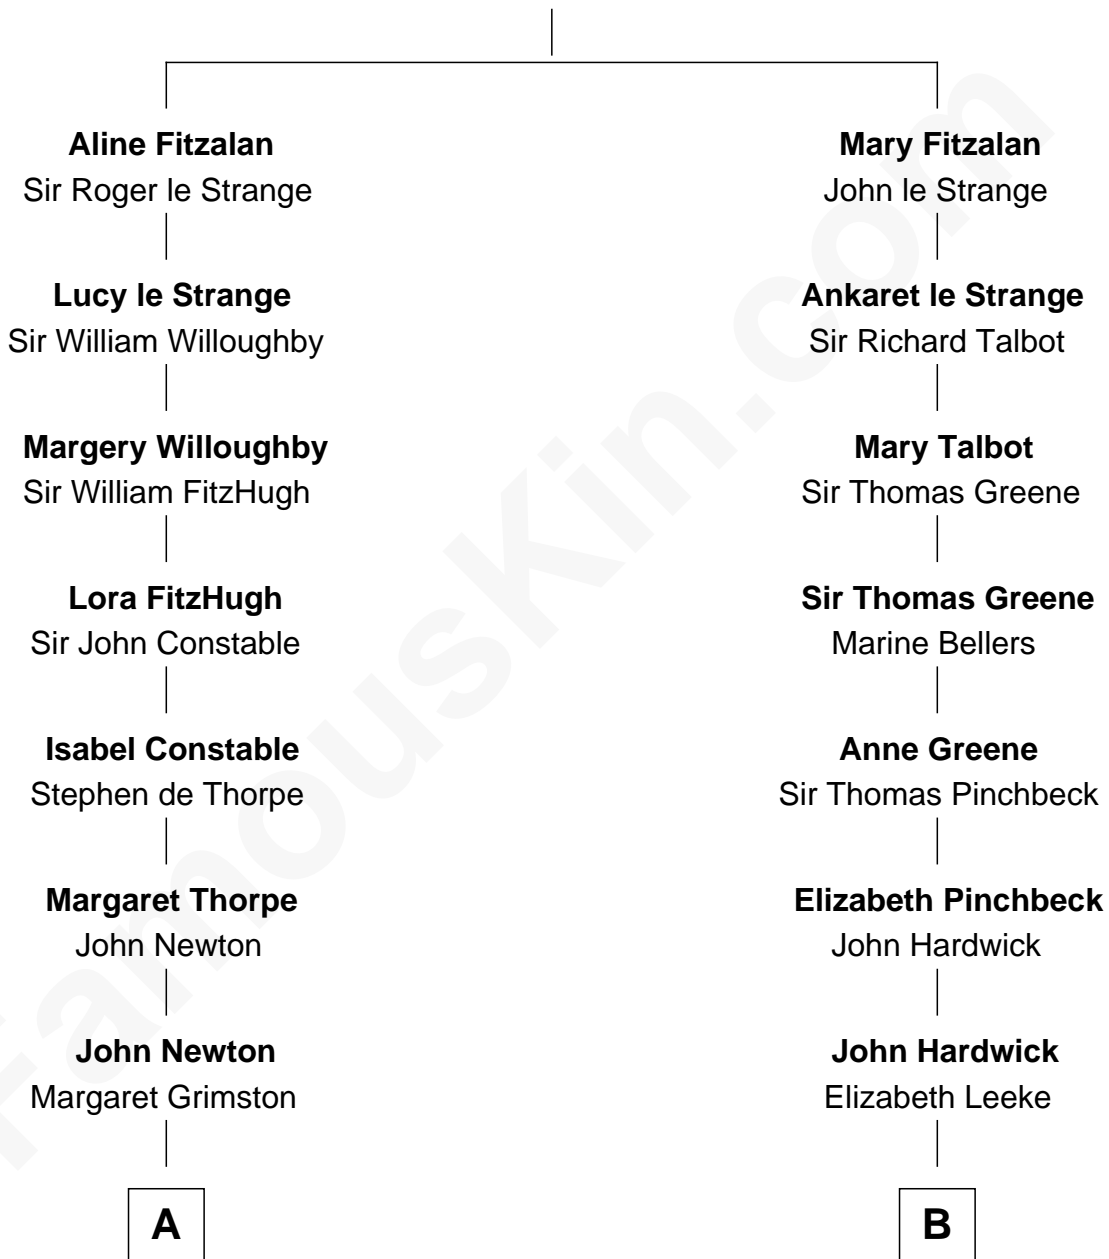 Aline Fitzalan
Sir Roger le Strange
Mary Fitzalan
John le Strange
Lucy le Strange
Sir William Willoughby
Ankaret le Strange
Sir Richard Talbot
Margery Willoughby
Sir William FitzHugh
Mary Talbot
Sir Thomas Greene
Lora FitzHugh
Sir John Constable
Sir Thomas Greene
Marine Bellers
Isabel Constable
Stephen de Thorpe
Anne Greene
Sir Thomas Pinchbeck
Margaret Thorpe
John Newton
Elizabeth Pinchbeck
John Hardwick
John Newton
Margaret Grimston
John Hardwick
Elizabeth Leeke
A
B
FamousKin.com